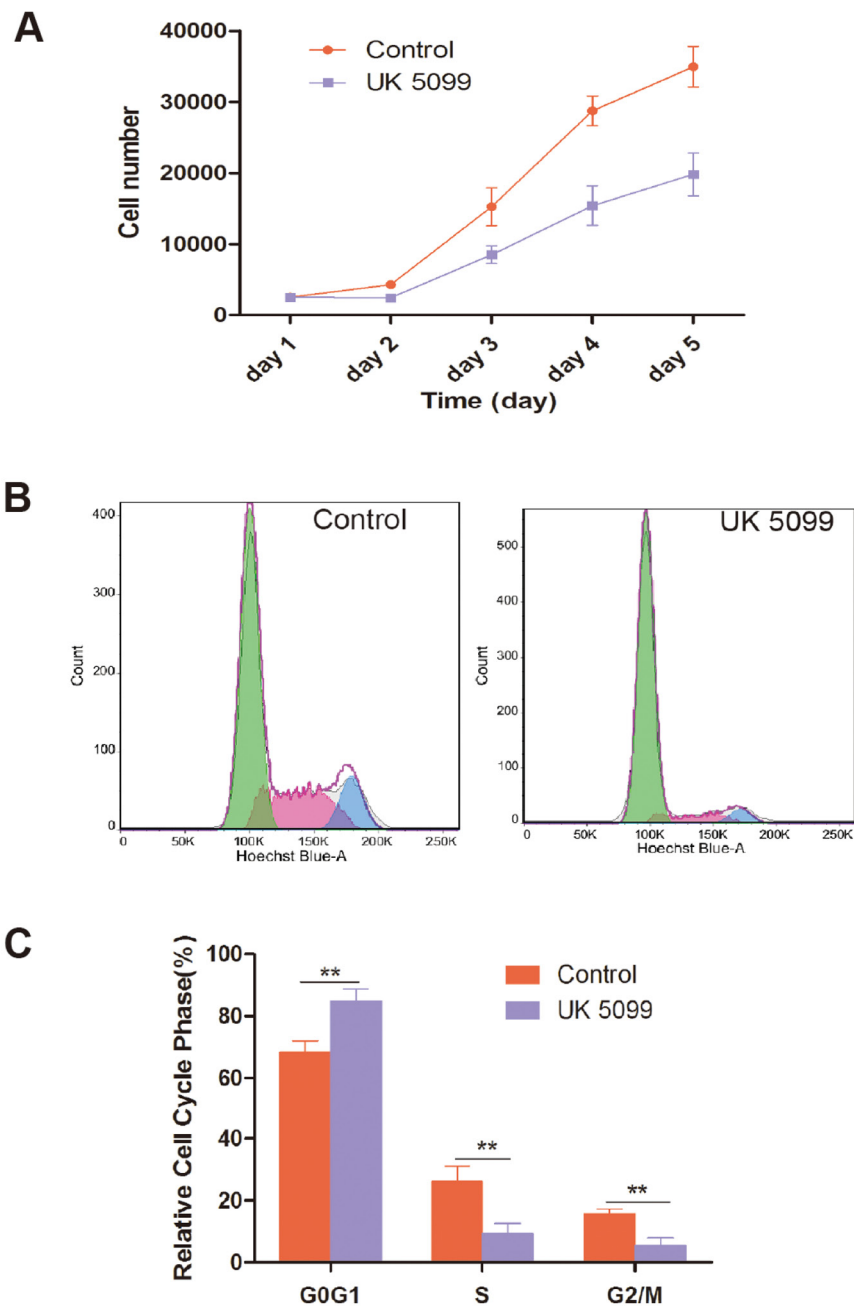 A
Control
UK 5099
40000
30000
20000
10000
0
Cell number
day 1 day 2 day 3 day 4 day 5
Time (day)
B
Control
400
300
200
100
0
Count
0 50K 100K 150K 200K 250K
Hoechst Blue-A
UK 5099
500
400
300
200
100
0
Count
0 50K 100K 150K 200K 250K
Hoechst Blue-A
C
Control
UK 5099
100
80
60
40
20
0
Relative Cell Cycle Phase(%)
**
**
**
G0G1 S G2/M